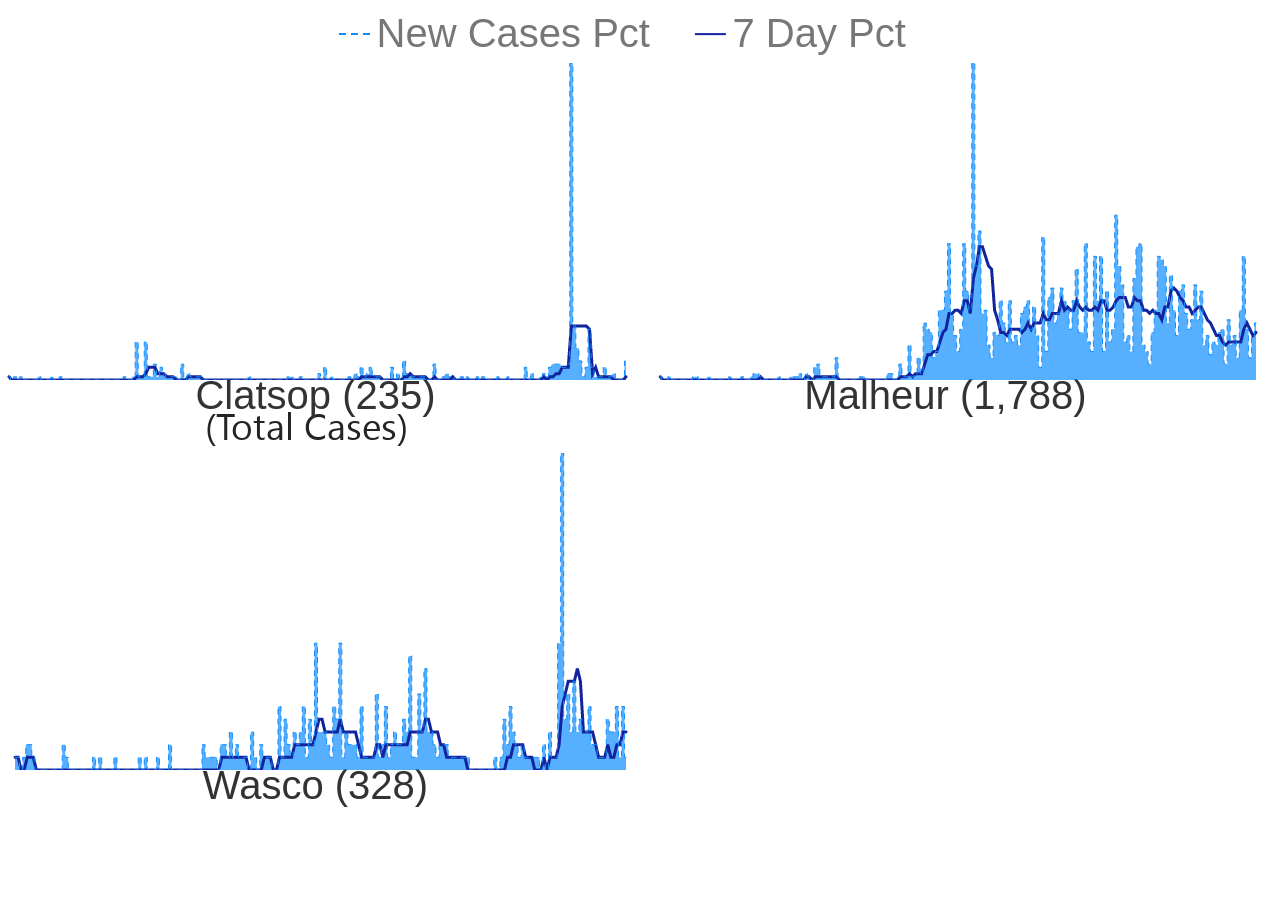 New Cases Pct 7 Day Pct
Clatsop (235)
(Total Cases)
Malheur (1,788)
Wasco (328)